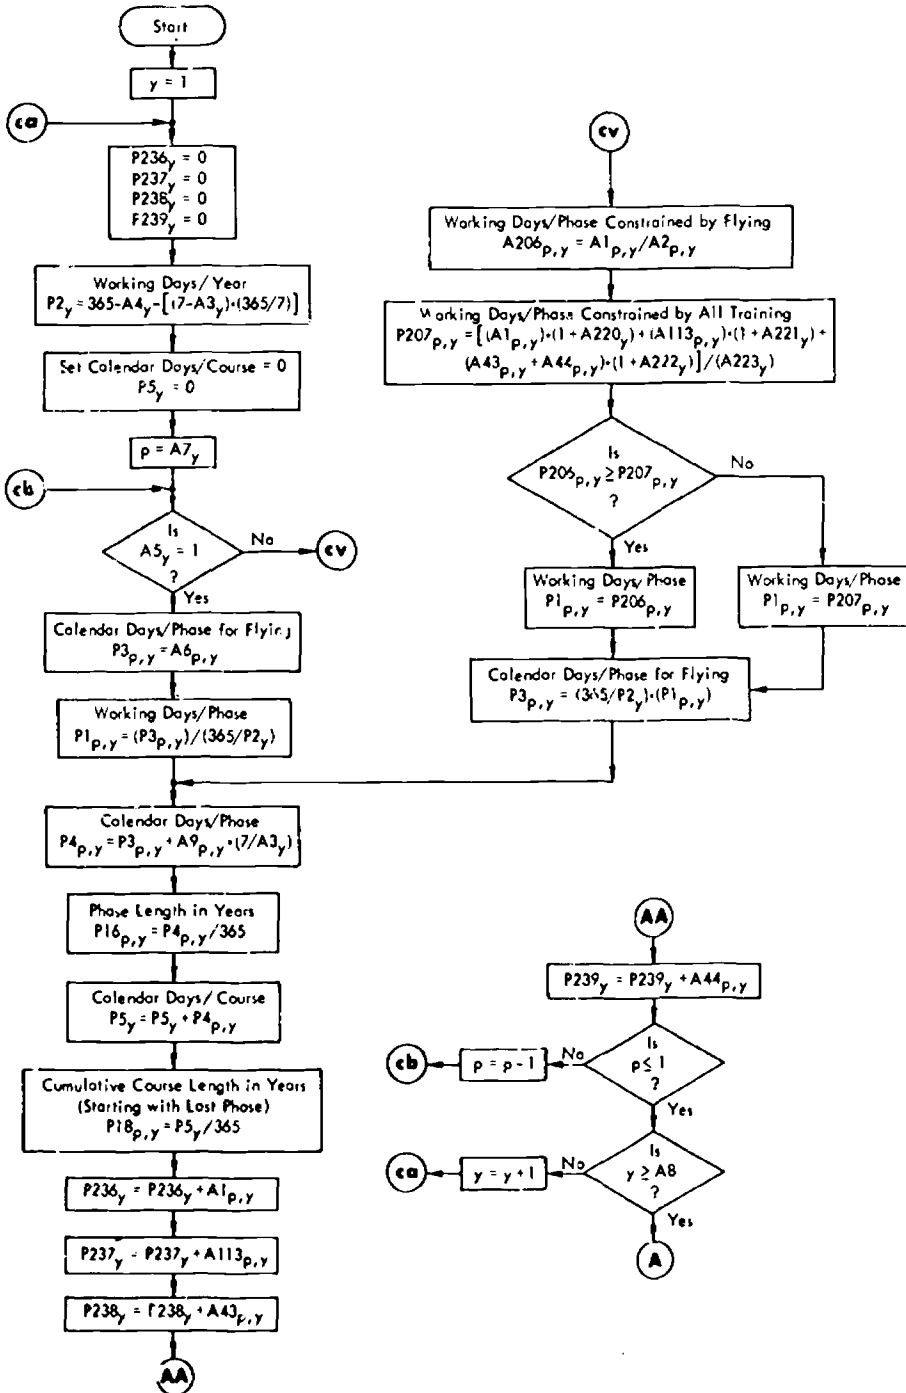 Start
y = 1
ca
P236y = 0
P237y = 0
P238y = 0
P239y = 0
Working Days/ Year
P2y = 365-A4y-[(7-A3y)·(365/7)]
Set Calendar Days/Course = 0
P5y = 0
p = A7y
cb
Is
A5y = 1
?
No
cv
Yes
Calendar Days/Phase for Flying
P3p,y = A6p,y
Working Days/Phase
P1p,y = (P3p,y)/(365/P2y)
Calendar Days/Phase
P4p,y = P3p,y + A9p,y·(7/A3y)
Phase Length in Years
P16p,y = P4p,y/365
Calendar Days/ Course
P5y = P5y + P4p,y
Cumulative Course Length in Years
(Starting with Last Phase)
P18p,y = P5y/365
P236y = P236y + A1p,y
P237y = P237y + A113p,y
P238y = P238y + A43p,y
AA
cv
Working Days/Phase Constrained by Flying
A206p,y = A1p,y/A2p,y
Working Days/Phase Constrained by All Training
P207p,y = [(A1p,y)·(1 + A220y) + (A113p,y)·(1 + A221y) +
(A43p,y + A44p,y)·(1 + A222y)]/(A223y)
Is
P206p,y ≥ P207p,y
?
No
Yes
Working Days/Phase
P1p,y = P206p,y
Working Days/Phase
P1p,y = P207p,y
Calendar Days/Phase for Flying
P3p,y = (365/P2y)·(P1p,y)
AA
P239y = P239y + A44p,y
Is
p ≤ 1
?
No
p = p - 1
cb
Yes
Is
y ≥ A8
?
No
y = y + 1
ca
Yes
A